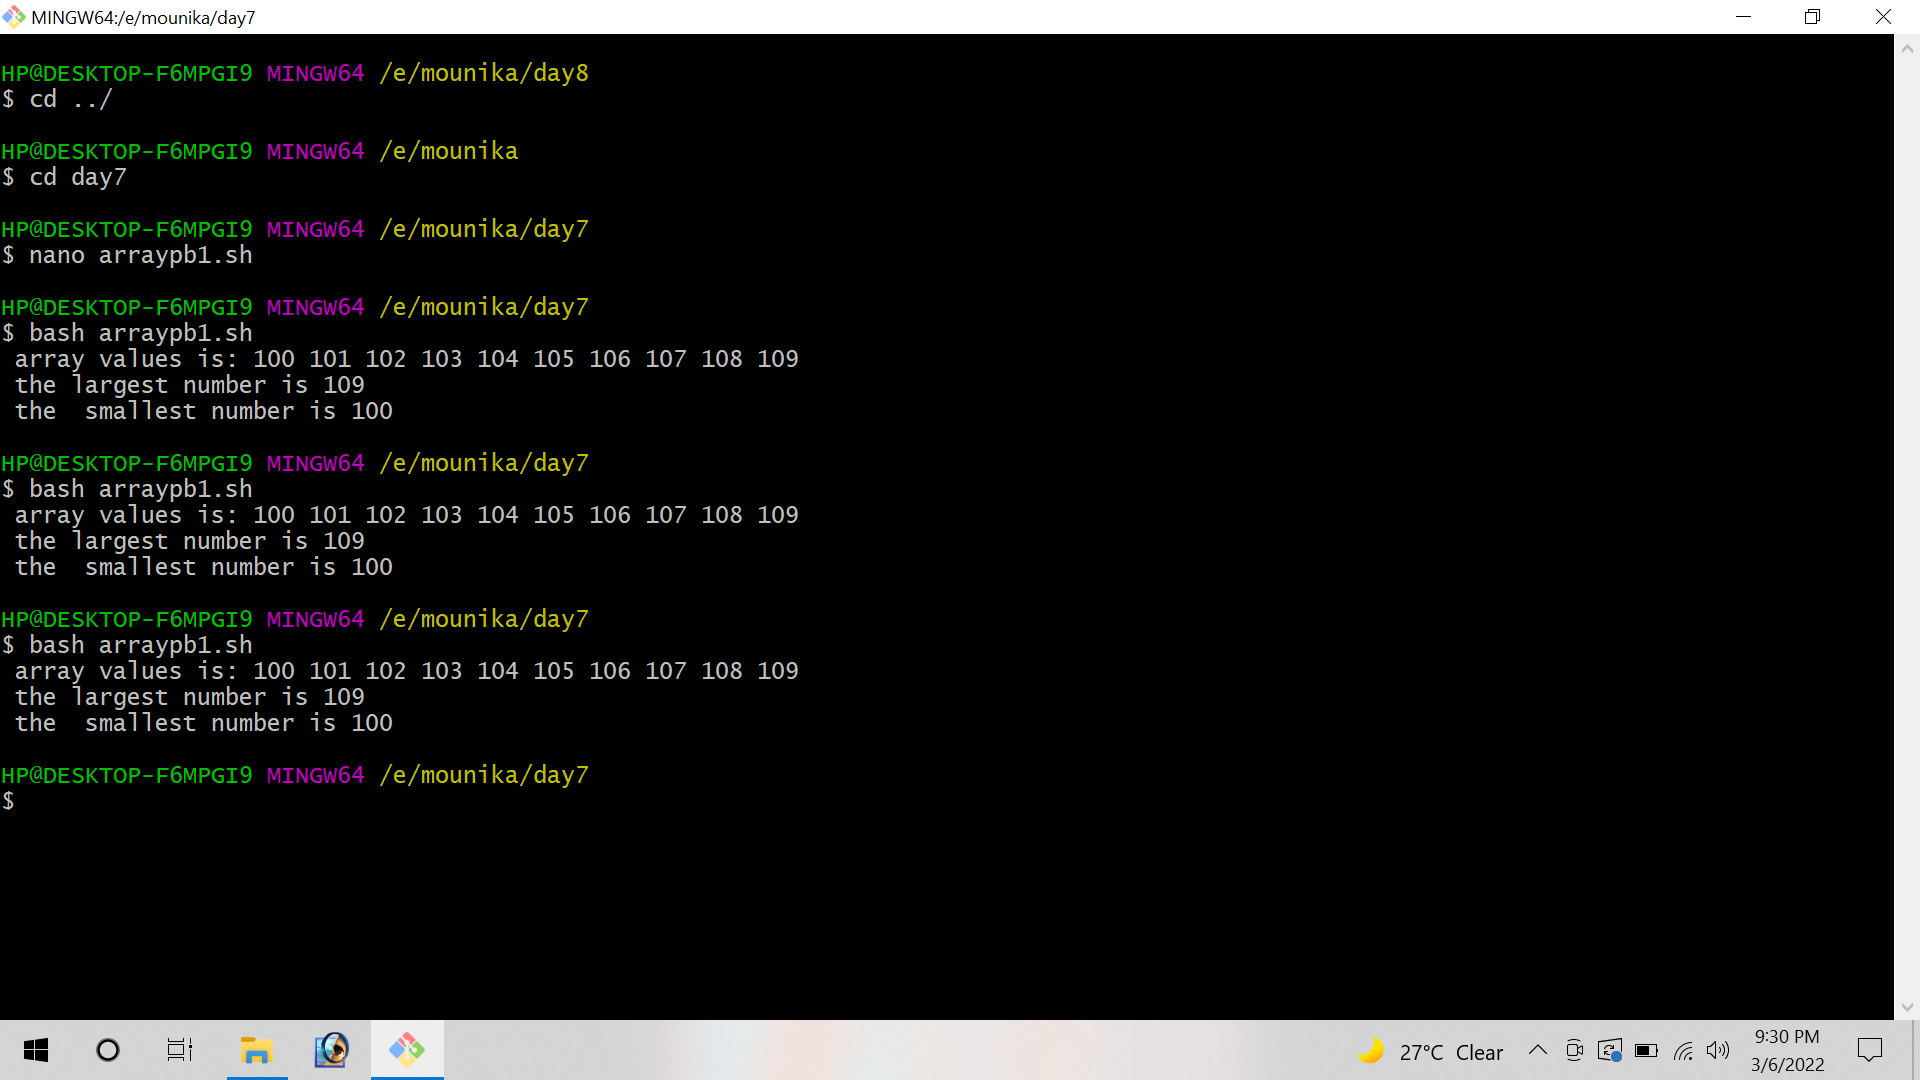 MINGW64:/e/mounika/day7
HP@DESKTOP-F6MPGI9 MINGW64 /e/mounika/day8
$ cd ../
HP@DESKTOP-F6MPGI9 MINGW64 /e/mounika
$ cd day7
HP@DESKTOP-F6MPGI9 MINGW64 /e/mounika/day7
$ nano arraypb1.sh
HP@DESKTOP-F6MPGI9 MINGW64 /e/mounika/day7
$ bash arraypb1.sh
 array values is: 100 101 102 103 104 105 106 107 108 109
 the largest number is 109
 the  smallest number is 100
HP@DESKTOP-F6MPGI9 MINGW64 /e/mounika/day7
$ bash arraypb1.sh
 array values is: 100 101 102 103 104 105 106 107 108 109
 the largest number is 109
 the  smallest number is 100
HP@DESKTOP-F6MPGI9 MINGW64 /e/mounika/day7
$ bash arraypb1.sh
 array values is: 100 101 102 103 104 105 106 107 108 109
 the largest number is 109
 the  smallest number is 100
HP@DESKTOP-F6MPGI9 MINGW64 /e/mounika/day7
$
27°C Clear
9:30 PM
3/6/2022